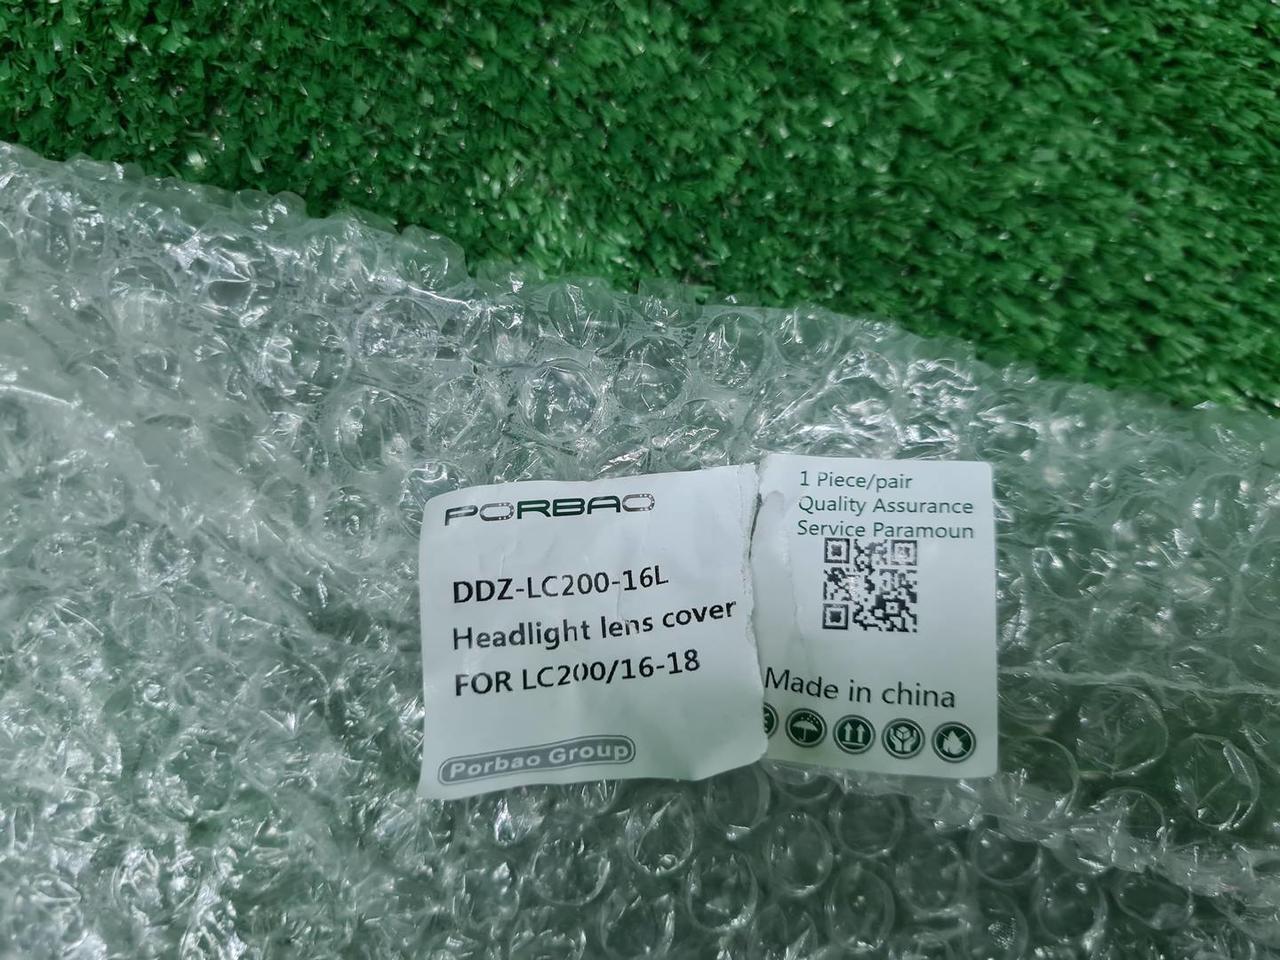 PORBAO
DDZ-LC200-16L
Headlight lens cover
FOR LC200/16-18
Porbao Group
1 Piece/pair
Quality Assurance
Service Paramoun
Made in china